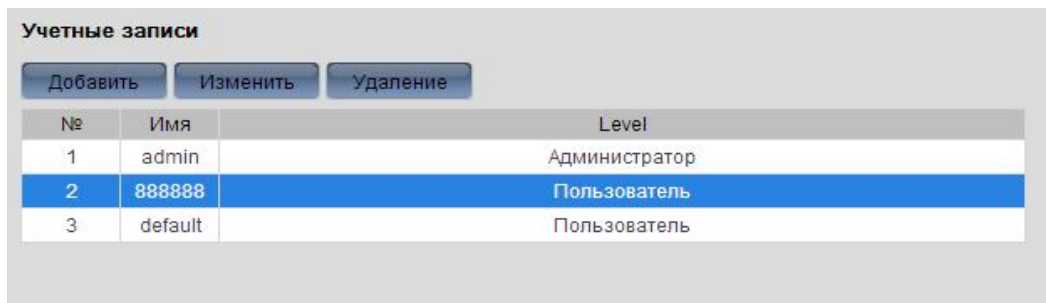 Учетные записи
Добавить Изменить Удаление
№ Имя Level
1 admin Администратор
2 888888 Пользователь
3 default Пользователь